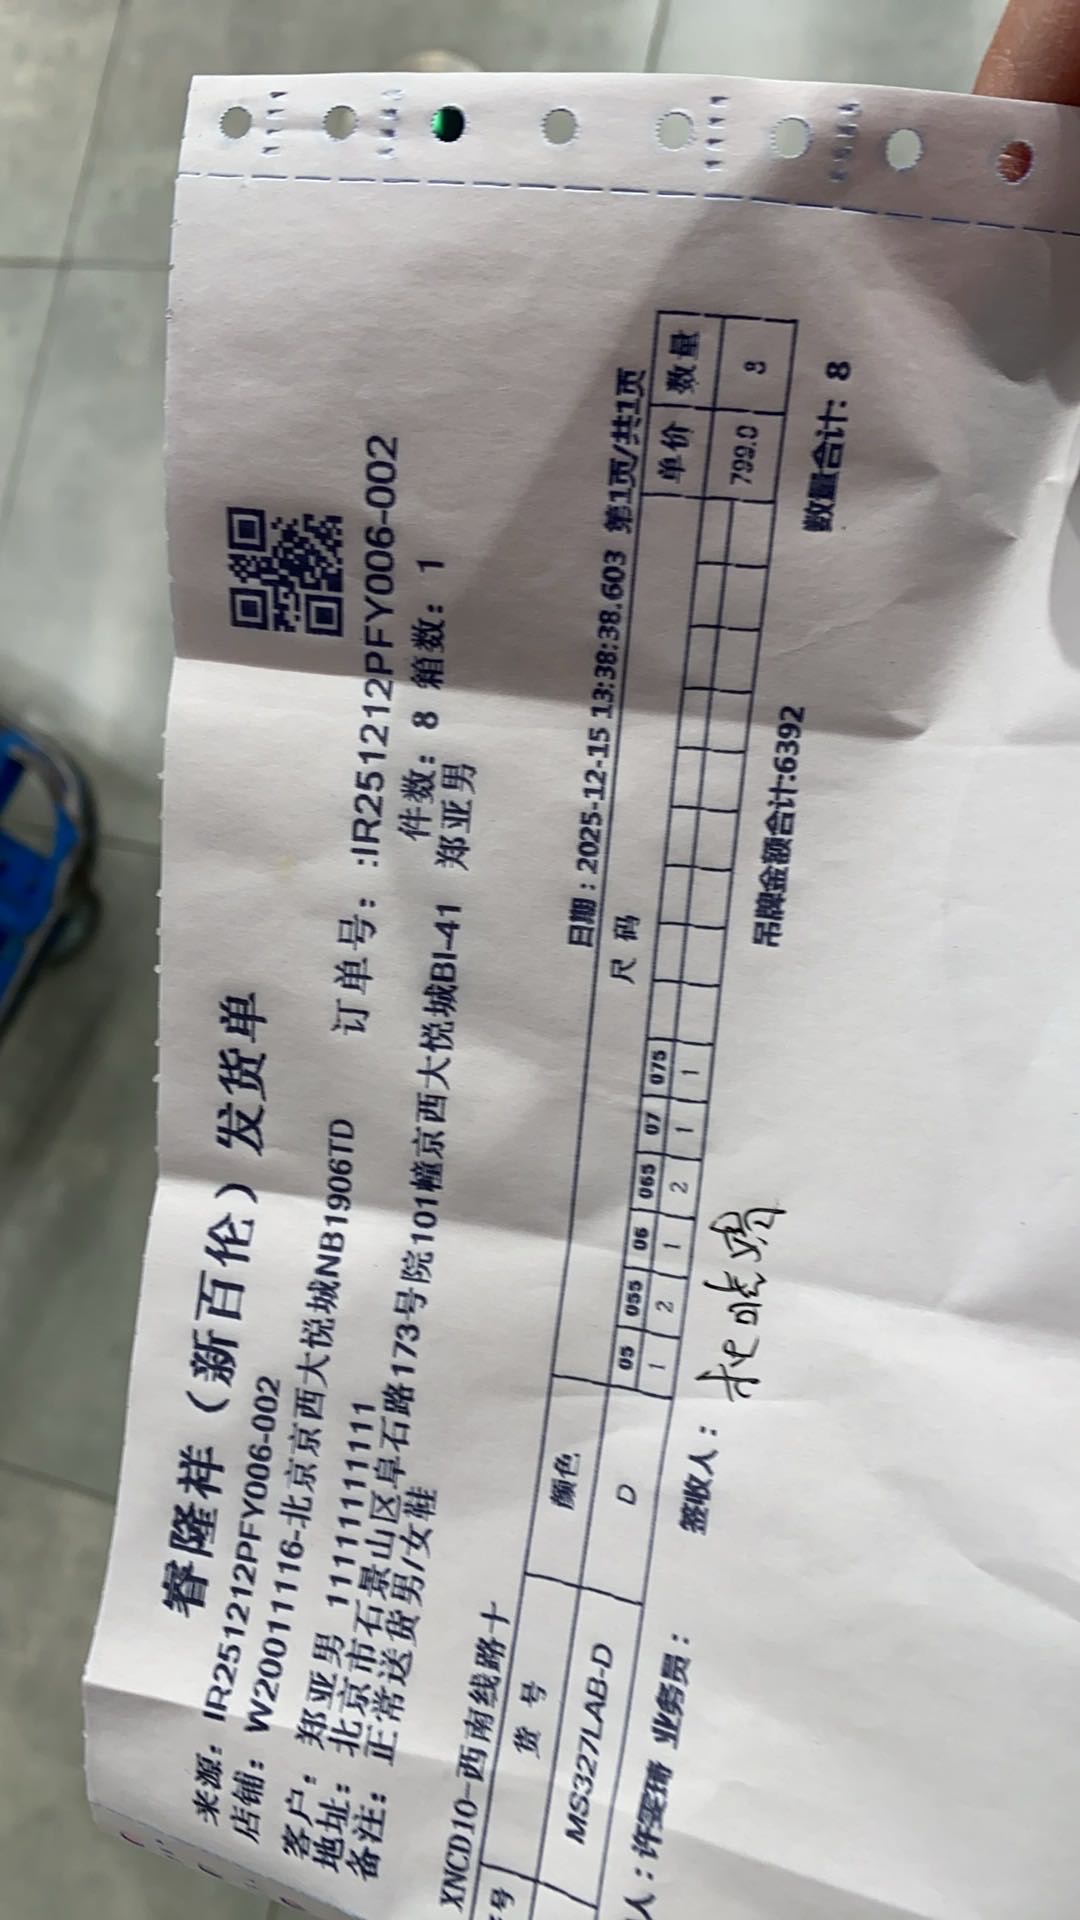 睿隆祥（新百伦）发货单
来源：IR251212PFY006-002
店铺：W20011116-北京京西大悦城NB1906TD 订单号：:IR251212PFY006-002
客户：郑亚男 11111111111 件数：8 箱数：1
地址：北京市石景山区阜石路173号院101幢京西大悦城BI-41 郑亚男
备注：正常送货男/女鞋
XNCD10-西南线路十 日期：2025-12-15 13:38:38.603 第1页/共1页
号 货号 颜色 尺码 单价 数量
05 055 06 065 07 075
MS327LAB-D D 1 2 1 2 1 1 799.0 8
人：许雯琦 业务员： 签收人： 吊牌金额合计:6392 数量合计：8